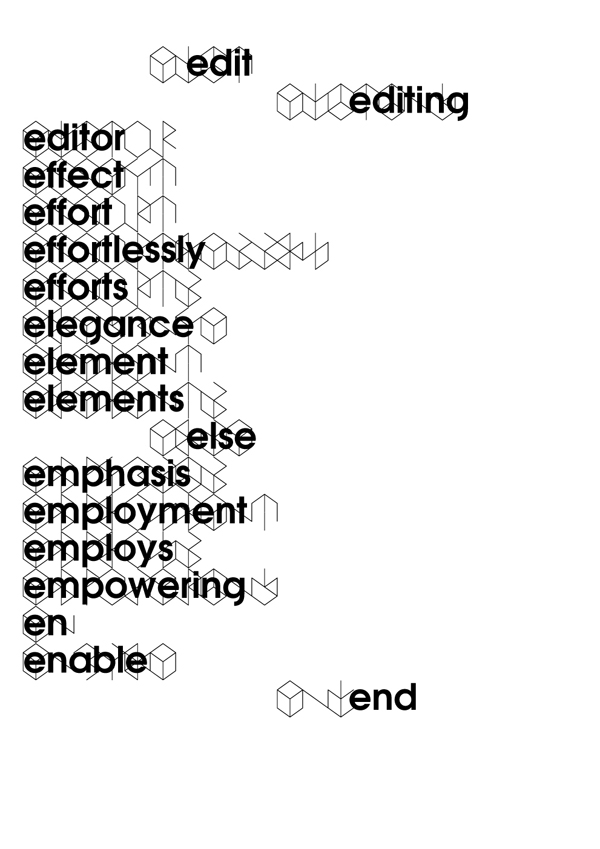 edit
editing
editor
effect
effort
effortlessly
efforts
elegance
element
elements
else
emphasis
employment
employs
empowering
en
enable
end